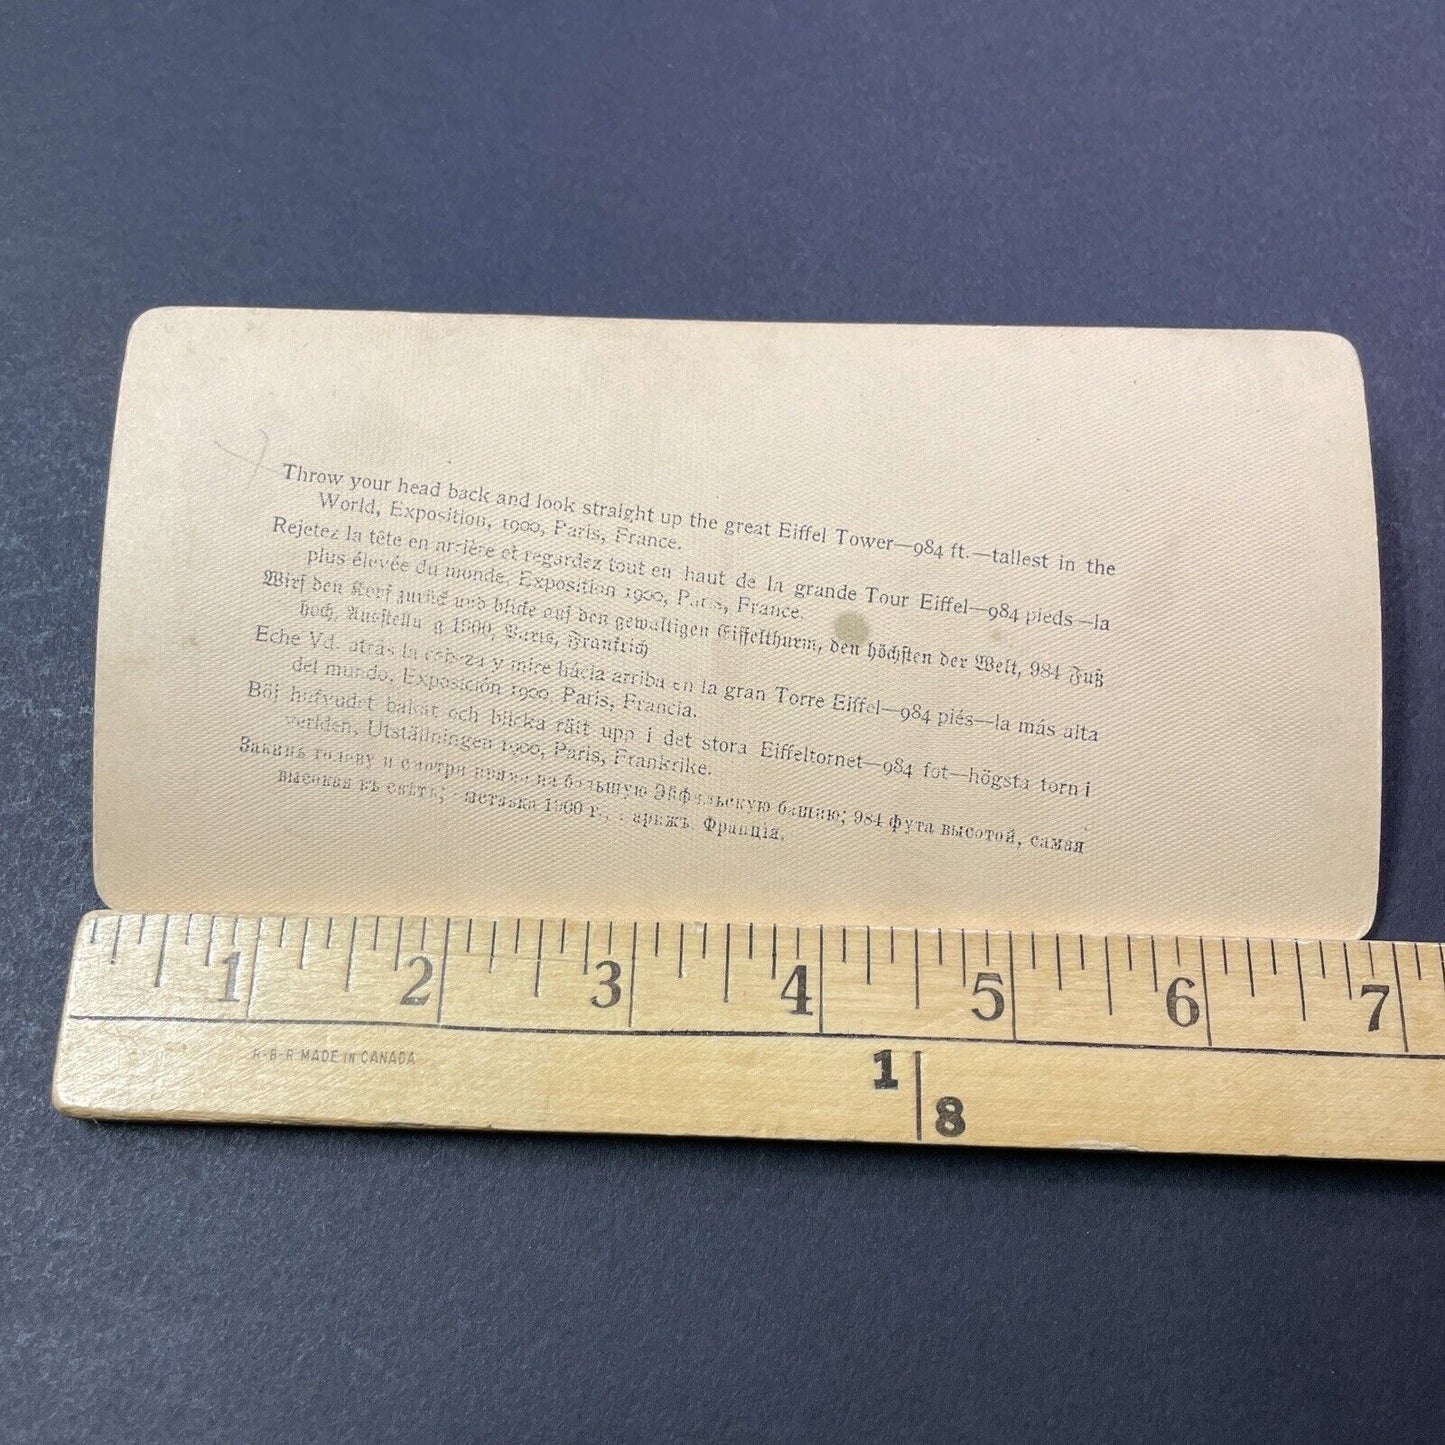 Throw your head back and look straight up the great Eiffel Tower—984 ft.—tallest in the
World, Exposition, 1900, Paris, France.
Rejetez la tête en arrière et regardez tout en haut de la grande Tour Eiffel—984 pieds—la
plus élevée du monde, Exposition 1900, Paris, France.
Wirf den Kopf zurück und blicke auf den gewaltigen Eiffelthurm, den höchsten der Welt, 984 Fuß
hoch, Ausstellu g 1900, Paris, Frankrich
Eche Vd. atrás la cabeza y mire hácia arriba en la gran Torre Eiffel—984 piés—la más alta
del mundo, Exposición 1900, Paris, Francia.
Böj hufvudet bakåt och blicka rätt upp i det stora Eiffeltornet—984 fot—högsta torn i
verlden, Utställningen 1900, Paris, Frankrike.
Закинь голову и смотри прямо на большую Эйфельскую башню; 984 фута высотой, самая
высокая въ свѣтѣ; ыставка 1900 г., арижъ Франція.
1 2 3 4 5 6 7
R-B-R MADE IN CANADA
1
8